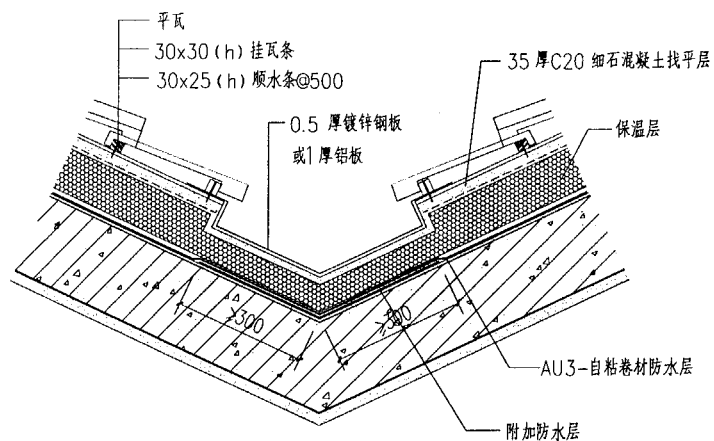 平瓦
30x30(h)挂瓦条
30x25(h)顺水条@500
35厚C20 细石混凝土找平层
0.5 厚镀锌钢板
或1厚铝板
保温层
≥300
≥300
AU3-自粘卷材防水层
附加防水层